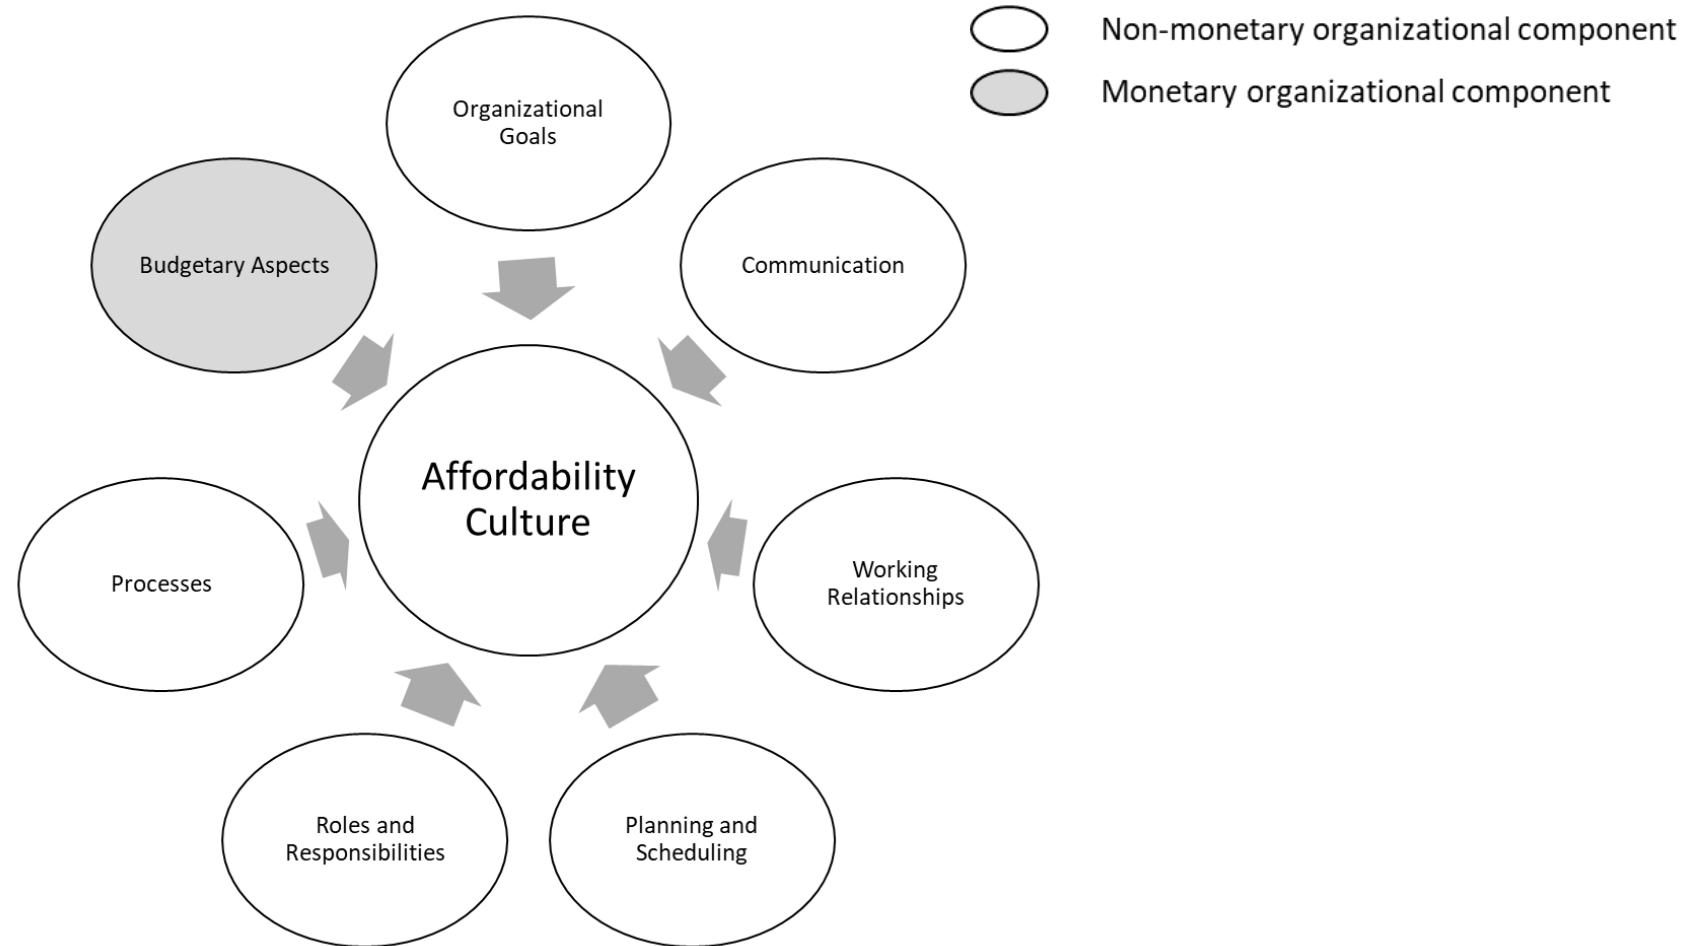 Non-monetary organizational component
Monetary organizational component
Organizational
Goals
Budgetary Aspects
Communication
Affordability
Culture
Processes
Working
Relationships
Roles and
Responsibilities
Planning and
Scheduling